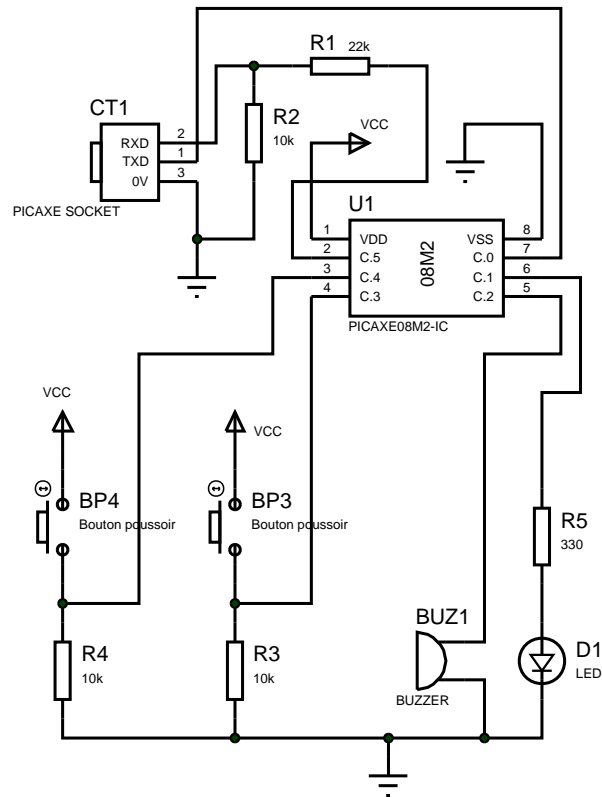 R1
22k
CT1
RXD
TXD
0V
2
1
3
PICAXE SOCKET
R2
10k
VCC
U1
1
2
3
4
VDD
C.5
C.4
C.3
08M2
VSS
C.0
C.1
C.2
8
7
6
5
PICAXE08M2-IC
VCC
VCC
BP4
Bouton poussoir
BP3
Bouton poussoir
R5
330
R4
10k
R3
10k
BUZ1
BUZZER
D1
LED